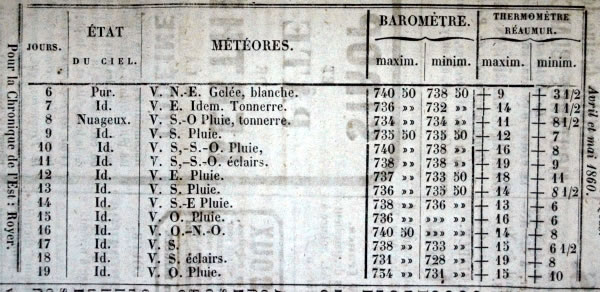 JOURS. ÉTAT DU CIEL. MÉTÉORES. BAROMÈTRE. maxim. minim. THERMOMÈTRE RÉAUMUR. maxim. minim.
6 Pur. V. N.-E. Gelée, blanche. 740 50 738 50 + 9 + 3 1/2
7 Id. V. E. Idem. Tonnerre. 736 »» 732 »» + 14 + 1 1/2
8 Nuageux. V. S.-O Pluie, tonnerre. 734 »» 734 »» + 11 + 8 1/2
9 Id. V. S. Pluie. 735 50 735 50 + 12 + 7
10 Id. V. S,-S.-O. Pluie, 740 »» 738 »» + 16 + 8
11 Id. V. S,-S.-O. éclairs. 738 »» 738 »» + 19 + 9
12 Id. V. E. Pluie. 737 »» 733 50 + 18 + 11
13 Id. V. S. Pluie. 736 »» 735 50 + 14 + 8 1/2
14 Id. V. S.-E Pluie. 738 »» 736 »» + 13 + 6
15 Id. V. O. Pluie. 736 »» »»» »» + 16 + 6
16 Id. V. O.-N.-O. 740 50 »»» »» + 14 + 8
17 Id. V. S. 738 »» 733 »» + 15 + 6 1/2
18 Id. V. S. éclairs. 731 »» 728 »» + 19 + 8
19 Id. V. O. Pluie. 734 »» 731 »» + 15 + 10
Pour la Chronique de l'Est : Royer.
Avril et mai 1860.